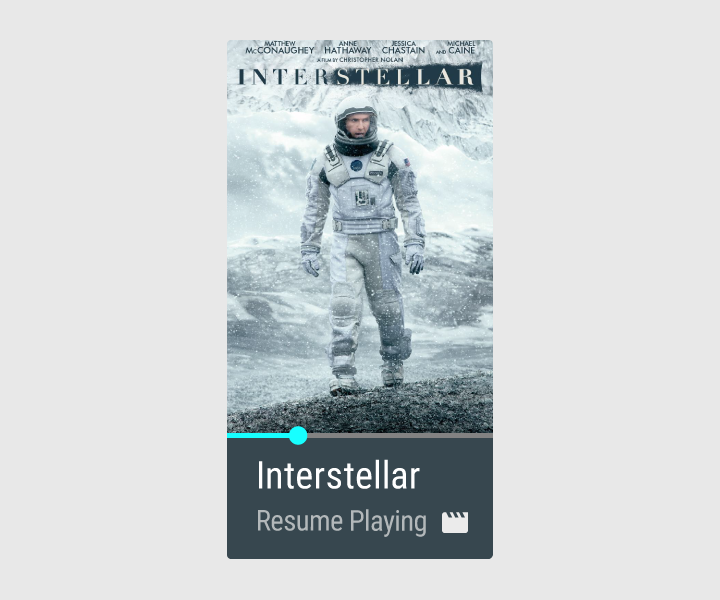 MATTHEW ANNE JESSICA MICHAEL
McCONAUGHEY HATHAWAY CHASTAIN AND CAINE
A FILM BY CHRISTOPHER NOLAN
INTERSTELLAR
Interstellar
Resume Playing